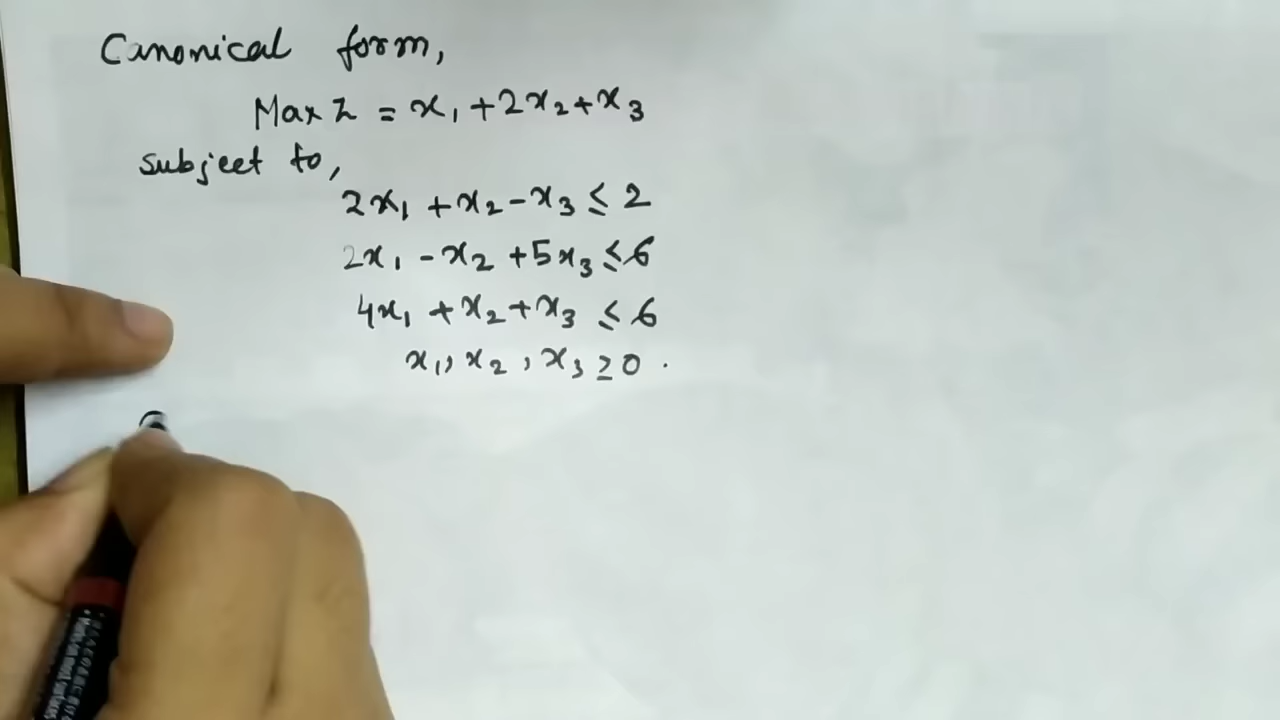 Canonical form,
Max Z = x₁ + 2x₂ + x₃
subject to,
2x₁ + x₂ - x₃ ≤ 2
2x₁ - x₂ + 5x₃ ≤ 6
4x₁ + x₂ + x₃ ≤ 6
x₁, x₂, x₃ ≥ 0.